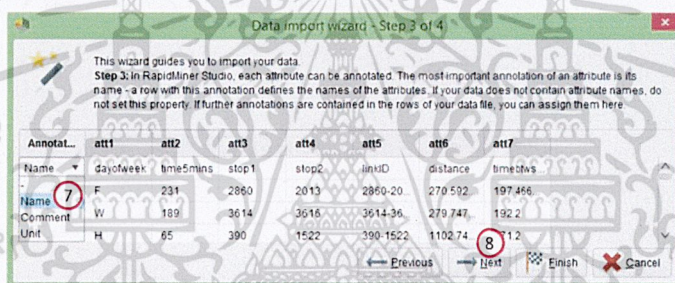 Data import wizard - Step 3 of 4
This wizard guides you to import your data.
Step 3: In RapidMiner Studio, each attribute can be annotated. The most important annotation of an attribute is its
name - a row with this annotation defines the names of the attributes. If your data does not contain attribute names, do
not set this property. If further annotations are contained in the rows of your data file, you can assign them here.
Annotat... att1 att2 att3 att4 att5 att6 att7
Name dayofweek time5mins stop1 stop2 linkID distance timebtws...
- F 231 2860 2013 2860-20... 270.592... 197.466...
Name 7
Comment W 189 3614 3616 3614-36... 279.747... 192.2
Unit H 65 390 1522 390-1522 1102.74...
8
Previous Next Finish Cancel